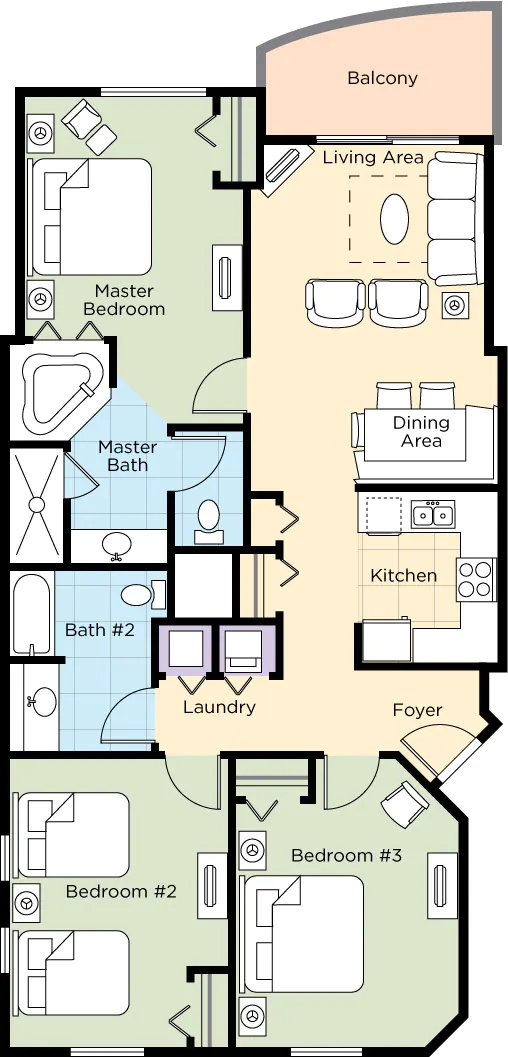 Balcony
Living Area
Master
Bedroom
Dining
Area
Master
Bath
Kitchen
Bath #2
Laundry
Foyer
Bedroom #3
Bedroom #2